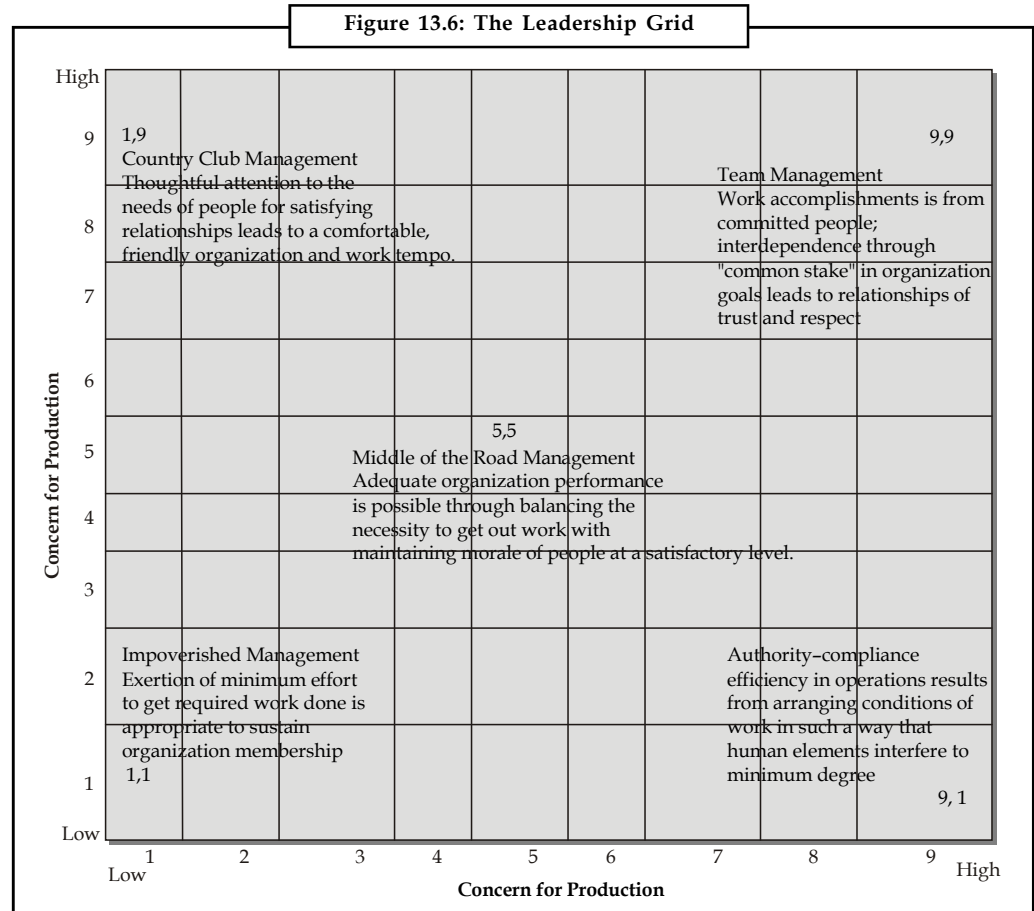 Figure 13.6: The Leadership Grid
High
9
8
7
6
5
4
3
2
1
Low
Concern for Production
1,9
Country Club Management
Thoughtful attention to the
needs of people for satisfying
relationships leads to a comfortable,
friendly organization and work tempo.
9,9
Team Management
Work accomplishments is from
committed people;
interdependence through
"common stake" in organization
goals leads to relationships of
trust and respect
5,5
Middle of the Road Management
Adequate organization performance
is possible through balancing the
necessity to get out work with
maintaining morale of people at a satisfactory level.
Impoverished Management
Exertion of minimum effort
to get required work done is
appropriate to sustain
organization membership
1,1
Authority–compliance
efficiency in operations results
from arranging conditions of
work in such a way that
human elements interfere to
minimum degree
9, 1
1 2 3 4 5 6 7 8 9
Low
High
Concern for Production